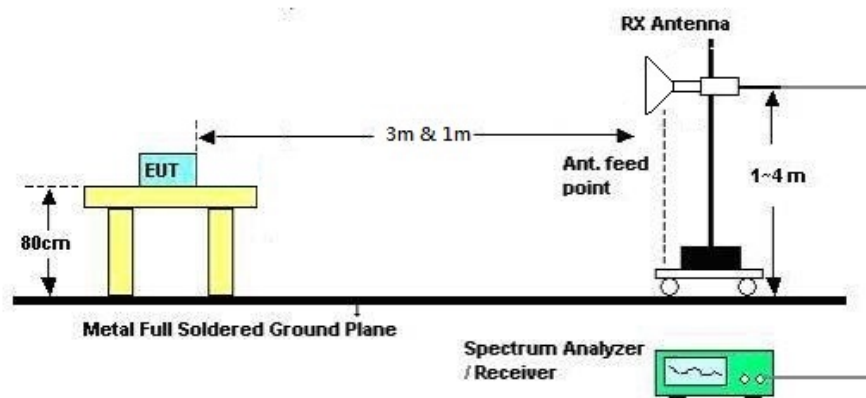 RX Antenna
3m & 1m
EUT
Ant. feed
point
1~4 m
80cm
Metal Full Soldered Ground Plane
Spectrum Analyzer
/ Receiver